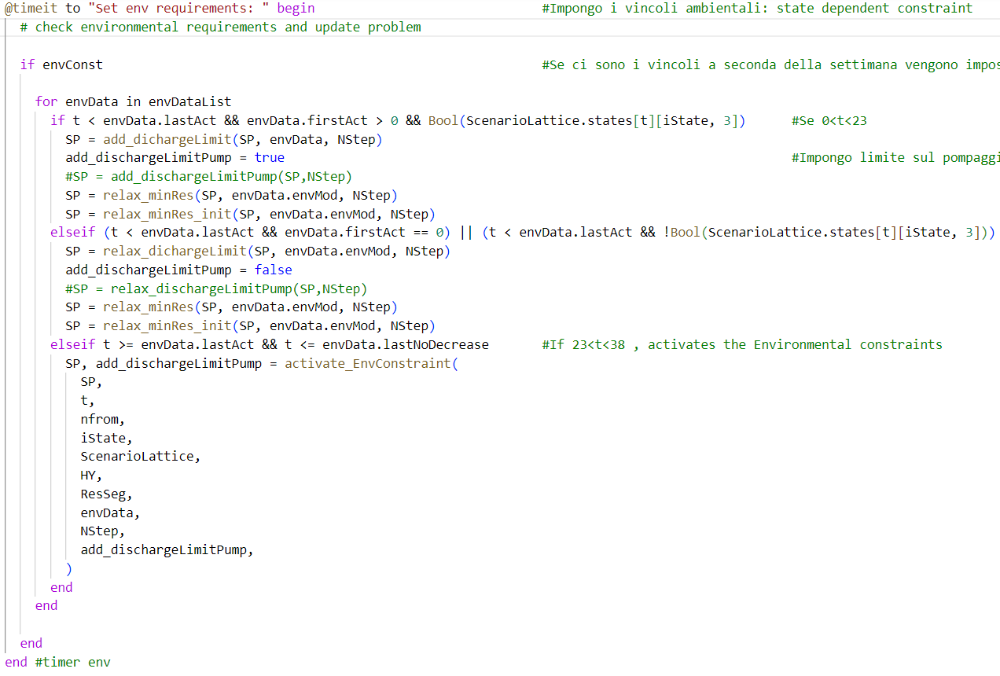 @timeit to "Set env requirements: " begin #Impongo i vincoli ambientali: state dependent constraint
# check environmental requirements and update problem
if envConst #Se ci sono i vincoli a seconda della settimana vengono impos
for envData in envDataList
if t < envData.lastAct && envData.firstAct > 0 && Bool(ScenarioLattice.states[t][iState, 3]) #Se 0<t<23
SP = add_dichargeLimit(SP, envData, NStep)
add_dischargeLimitPump = true #Impongo limite sul pompaggi
#SP = add_dischargeLimitPump(SP,NStep)
SP = relax_minRes(SP, envData.envMod, NStep)
SP = relax_minRes_init(SP, envData.envMod, NStep)
elseif (t < envData.lastAct && envData.firstAct == 0) || (t < envData.lastAct && !Bool(ScenarioLattice.states[t][iState, 3]))
SP = relax_dichargeLimit(SP, envData.envMod, NStep)
add_dischargeLimitPump = false
#SP = relax_dischargeLimitPump(SP,NStep)
SP = relax_minRes(SP, envData.envMod, NStep)
SP = relax_minRes_init(SP, envData.envMod, NStep)
elseif t >= envData.lastAct && t <= envData.lastNoDecrease #If 23<t<38 , activates the Environmental constraints
SP, add_dischargeLimitPump = activate_EnvConstraint(
SP,
t,
nfrom,
iState,
ScenarioLattice,
HY,
ResSeg,
envData,
NStep,
add_dischargeLimitPump,
)
end
end
end
end #timer env